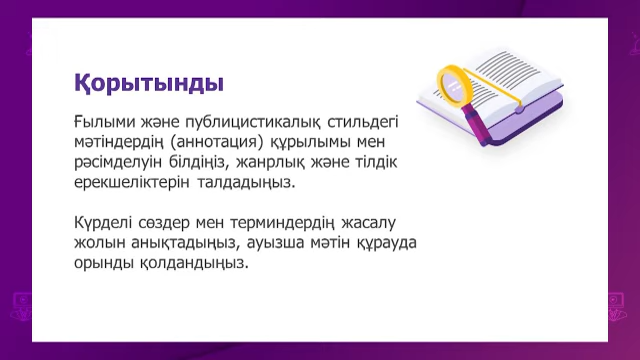 Қорытынды
Ғылыми және публицистикалық стильдегі
мәтіндердің (аннотация) құрылымы мен
рәсімделуін білдіңіз, жанрлық және тілдік
ерекшеліктерін талдадыңыз.
Күрделі сөздер мен терминдердің жасалу
жолын анықтадыңыз, ауызша мәтін құрауда
орынды қолдандыңыз.